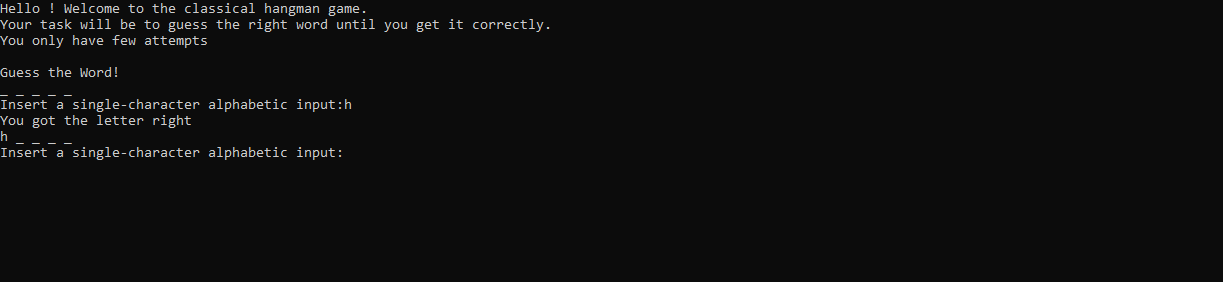 Hello ! Welcome to the classical hangman game.
Your task will be to guess the right word until you get it correctly.
You only have few attempts
Guess the Word!
_ _ _ _ _
Insert a single-character alphabetic input:h
You got the letter right
h _ _ _ _
Insert a single-character alphabetic input: